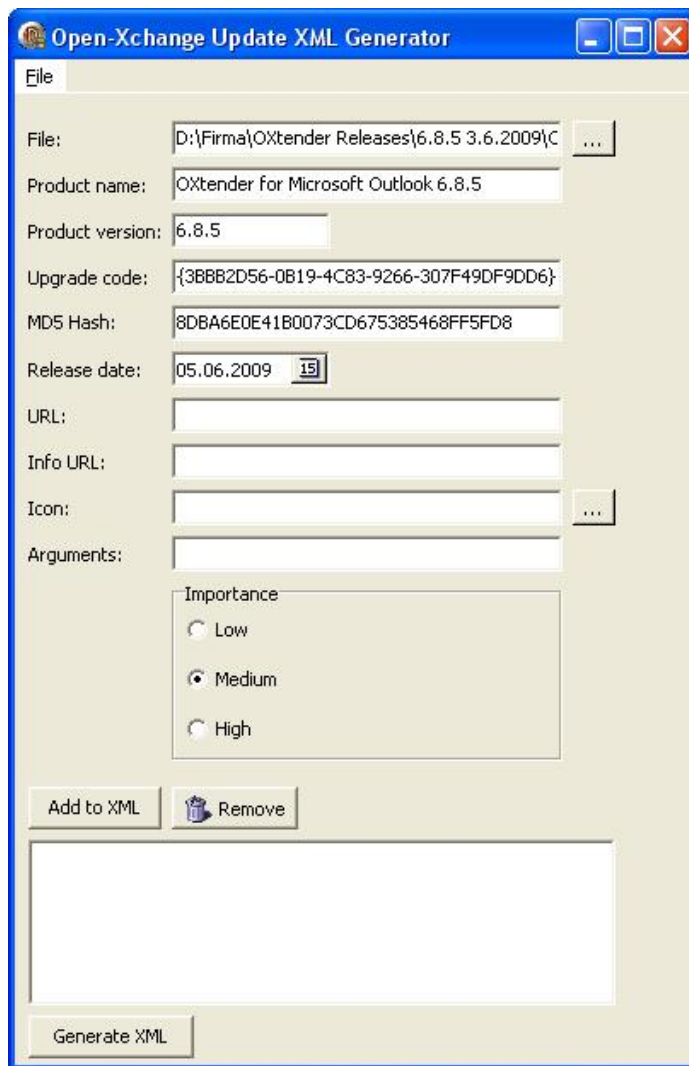 Open-Xchange Update XML Generator
File
File: D:\Firma\OXtender Releases\6.8.5 3.6.2009\C ...
Product name: OXtender for Microsoft Outlook 6.8.5
Product version: 6.8.5
Upgrade code: {3BBB2D56-0B19-4C83-9266-307F49DF9DD6}
MD5 Hash: 8DBA6E0E41B0073CD675385468FF5FD8
Release date: 05.06.2009 15
URL:
Info URL:
Icon: ...
Arguments:
Importance
Low
Medium
High
Add to XML Remove
Generate XML